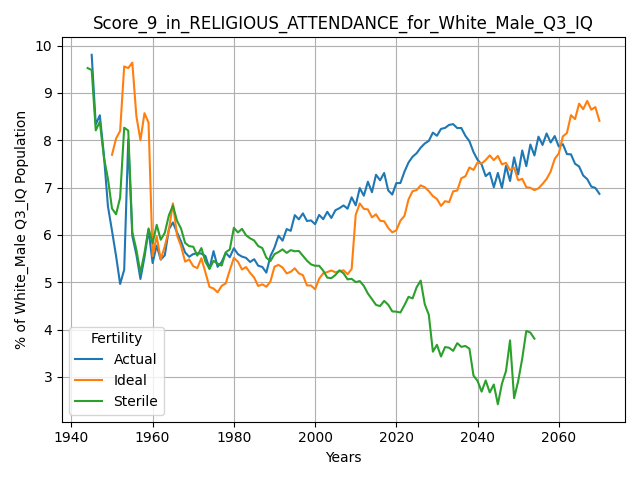 Score_9_in_RELIGIOUS_ATTENDANCE_for_White_Male_Q3_IQ
% of White_Male Q3_IQ Population
10
9
8
7
6
5
4
3
Fertility
Actual
Ideal
Sterile
1940 1960 1980 2000 2020 2040 2060
Years